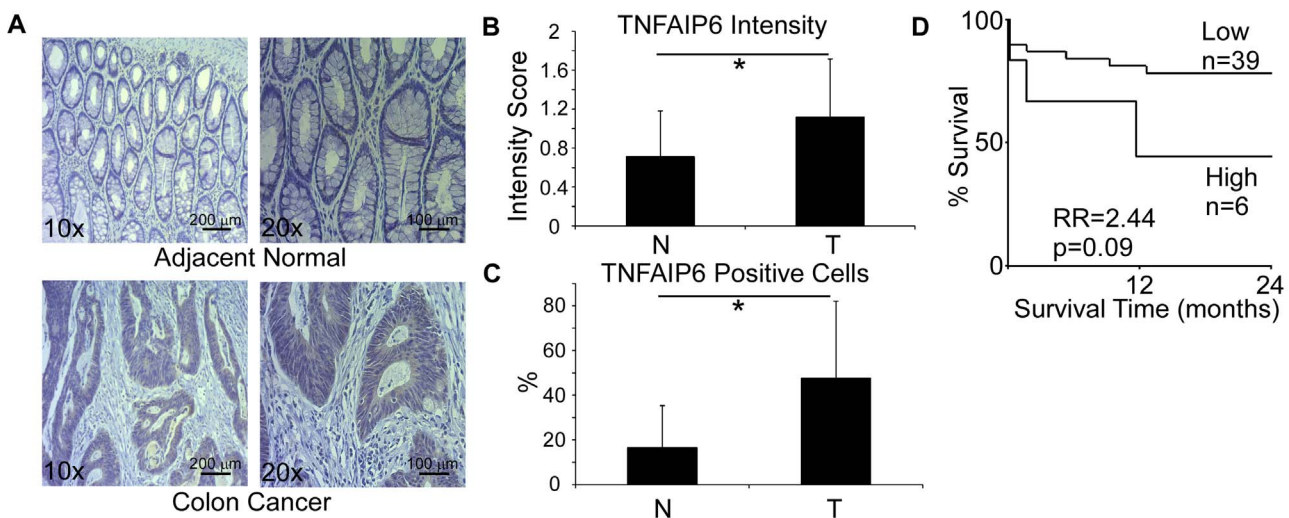 A
10x
200 µm
20x
100 µm
Adjacent Normal
10x
200 µm
20x
100 µm
Colon Cancer
B
TNFAIP6 Intensity
Intensity Score
2
1.6
1.2
0.8
0.4
0
*
N
T
C
TNFAIP6 Positive Cells
%
80
60
40
20
0
*
N
T
D
% Survival
100
50
0
Low
n=39
High
n=6
RR=2.44
p=0.09
12
24
Survival Time (months)